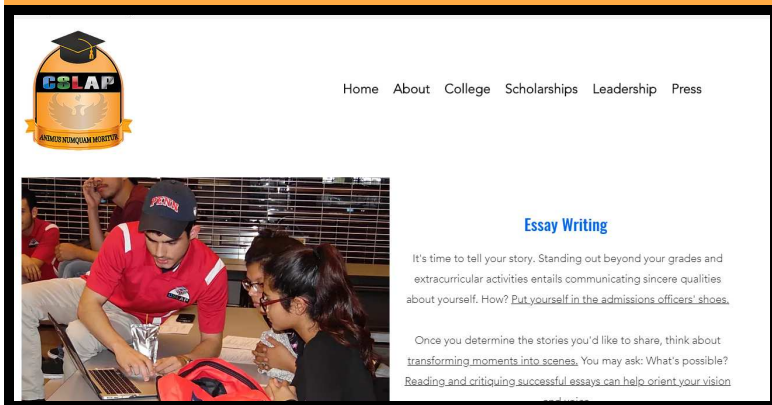 CSLAP
ANIMUS NUMQUAM MORITUR
Home About College Scholarships Leadership Press
PENN
Essay Writing
It's time to tell your story. Standing out beyond your grades and
extracurricular activities entails communicating sincere qualities
about yourself. How? Put yourself in the admissions officers' shoes.
Once you determine the stories you'd like to share, think about
transforming moments into scenes. You may ask: What's possible?
Reading and critiquing successful essays can help orient your vision
and voice.